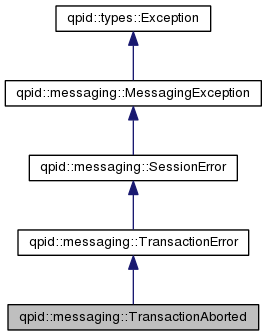 qpid::types::Exception
qpid::messaging::MessagingException
qpid::messaging::SessionError
qpid::messaging::TransactionError
qpid::messaging::TransactionAborted